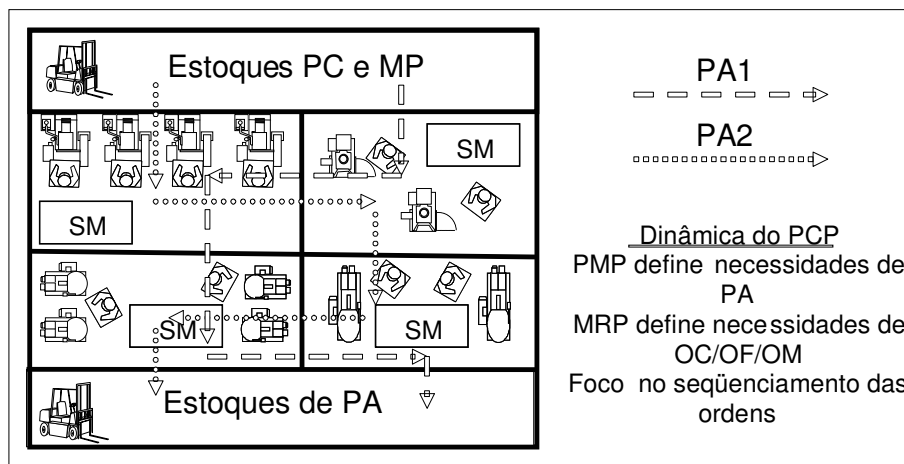 Estoques PC e MP
SM
SM
SM
SM
Estoques de PA
PA1
PA2
Dinâmica do PCP
PMP define necessidades de
PA
MRP define necessidades de
OC/OF/OM
Foco no seqüenciamento das
ordens